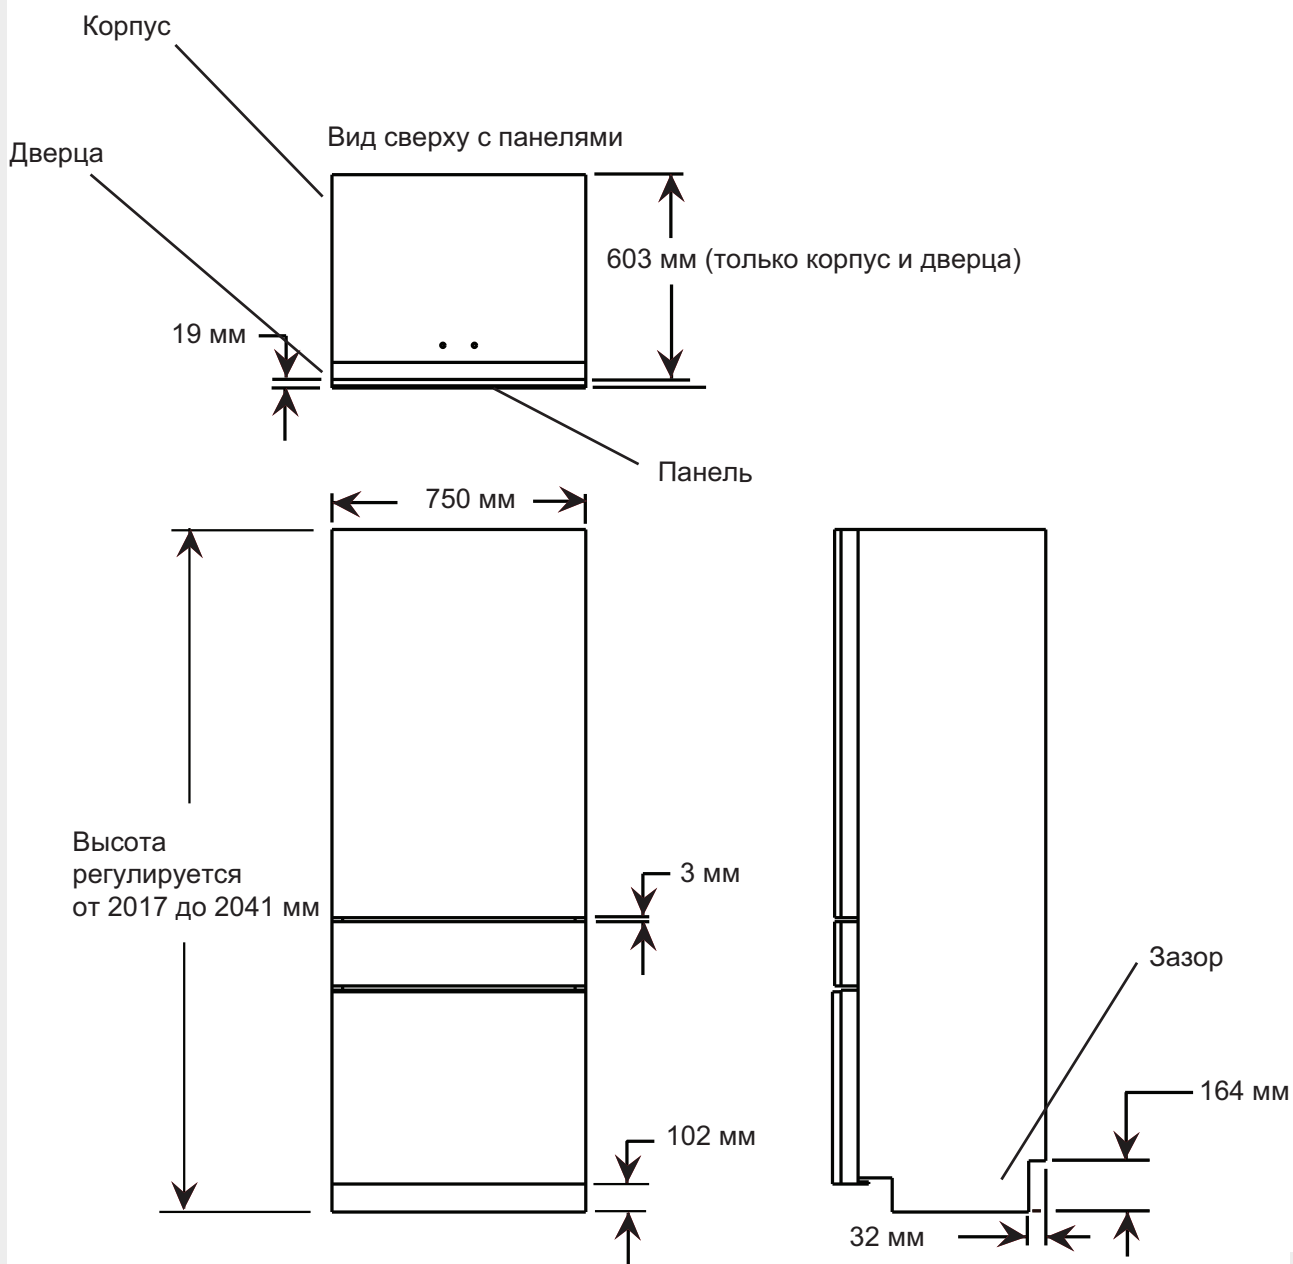 Корпус
Вид сверху с панелями
Дверца
603 мм (только корпус и дверца)
19 мм
Панель
750 мм
Высота
регулируется
от 2017 до 2041 мм
3 мм
Зазор
164 мм
102 мм
32 мм